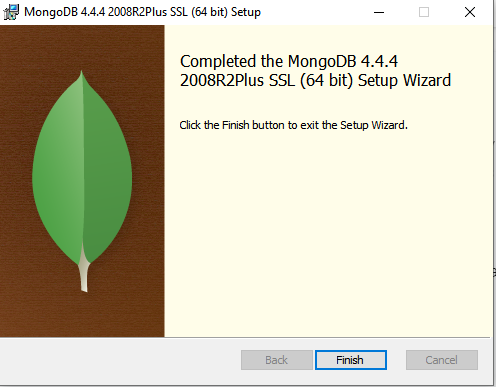 MongoDB 4.4.4 2008R2Plus SSL (64 bit) Setup
Completed the MongoDB 4.4.4
2008R2Plus SSL (64 bit) Setup Wizard
Click the Finish button to exit the Setup Wizard.
Back Finish Cancel